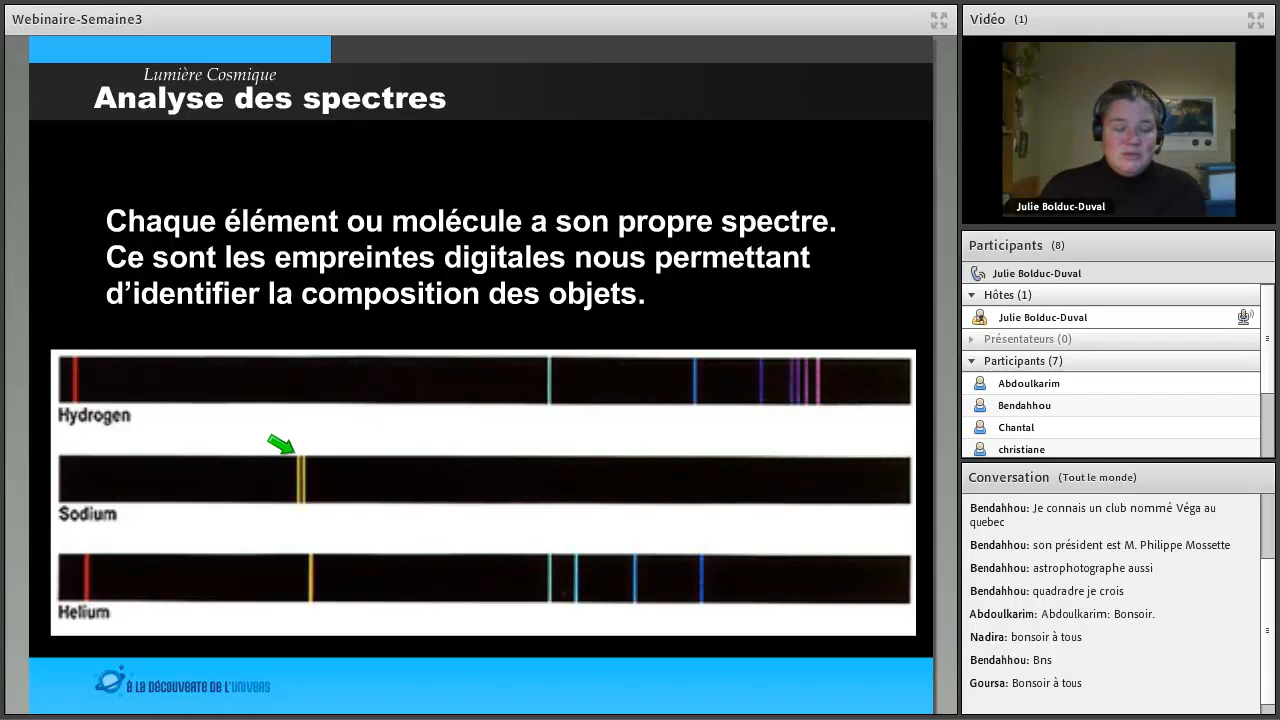 Webinaire-Semaine3
Lumière Cosmique
Analyse des spectres
Chaque élément ou molécule a son propre spectre.
Ce sont les empreintes digitales nous permettant
d’identifier la composition des objets.
Hydrogen
Sodium
Helium
À LA DÉCOUVERTE DE L'UNIVERS
Vidéo (1)
Julie Bolduc-Duval
Participants (8)
Julie Bolduc-Duval
Hôtes (1)
Julie Bolduc-Duval
Présentateurs (0)
Participants (7)
Abdoulkarim
Bendahhou
Chantal
christiane
Conversation (Tout le monde)
Bendahhou: Je connais un club nommé Véga au
quebec
Bendahhou: son président est M. Philippe Mossette
Bendahhou: astrophotographe aussi
Bendahhou: quadradre je crois
Abdoulkarim: Abdoulkarim: Bonsoir.
Nadira: bonsoir à tous
Bendahhou: Bns
Goursa: Bonsoir à tous